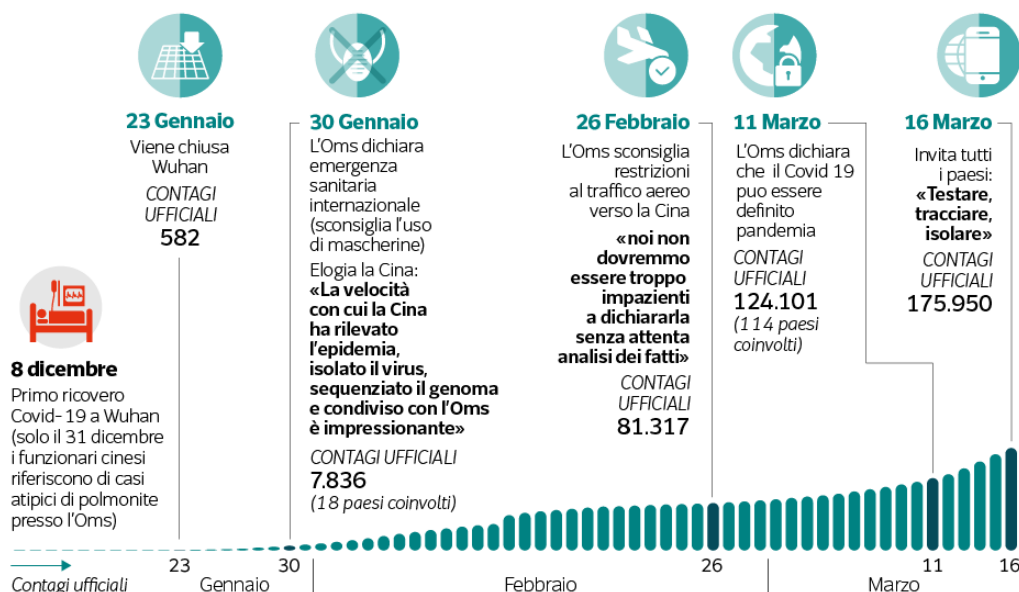 8 dicembre
Primo ricovero
Covid-19 a Wuhan
(solo il 31 dicembre
i funzionari cinesi
riferiscono di casi
atipici di polmonite
presso l'Oms)
23 Gennaio
Viene chiusa
Wuhan
CONTAGI
UFFICIALI
582
30 Gennaio
L'Oms dichiara
emergenza
sanitaria
internazionale
(sconsiglia l'uso
di mascherine)
Elogia la Cina:
«La velocità
con cui la Cina
ha rilevato
l'epidemia,
isolato il virus,
sequenziato il genoma
e condiviso con l'Oms
è impressionante»
CONTAGI UFFICIALI
7.836
(18 paesi coinvolti)
26 Febbraio
L'Oms sconsiglia
restrizioni
al traffico aereo
verso la Cina
«noi non
dovremmo
essere troppo
impazienti
a dichiararla
senza attenta
analisi dei fatti»
CONTAGI
UFFICIALI
81.317
11 Marzo
L'Oms dichiara
che il Covid 19
puo essere
definito
pandemia
CONTAGI
UFFICIALI
124.101
(114 paesi
coinvolti)
16 Marzo
Invita tutti
i paesi:
«Testare,
tracciare,
isolare»
CONTAGI
UFFICIALI
175.950
23 30 26 11 16
Contagi ufficiali
Gennaio Febbraio Marzo